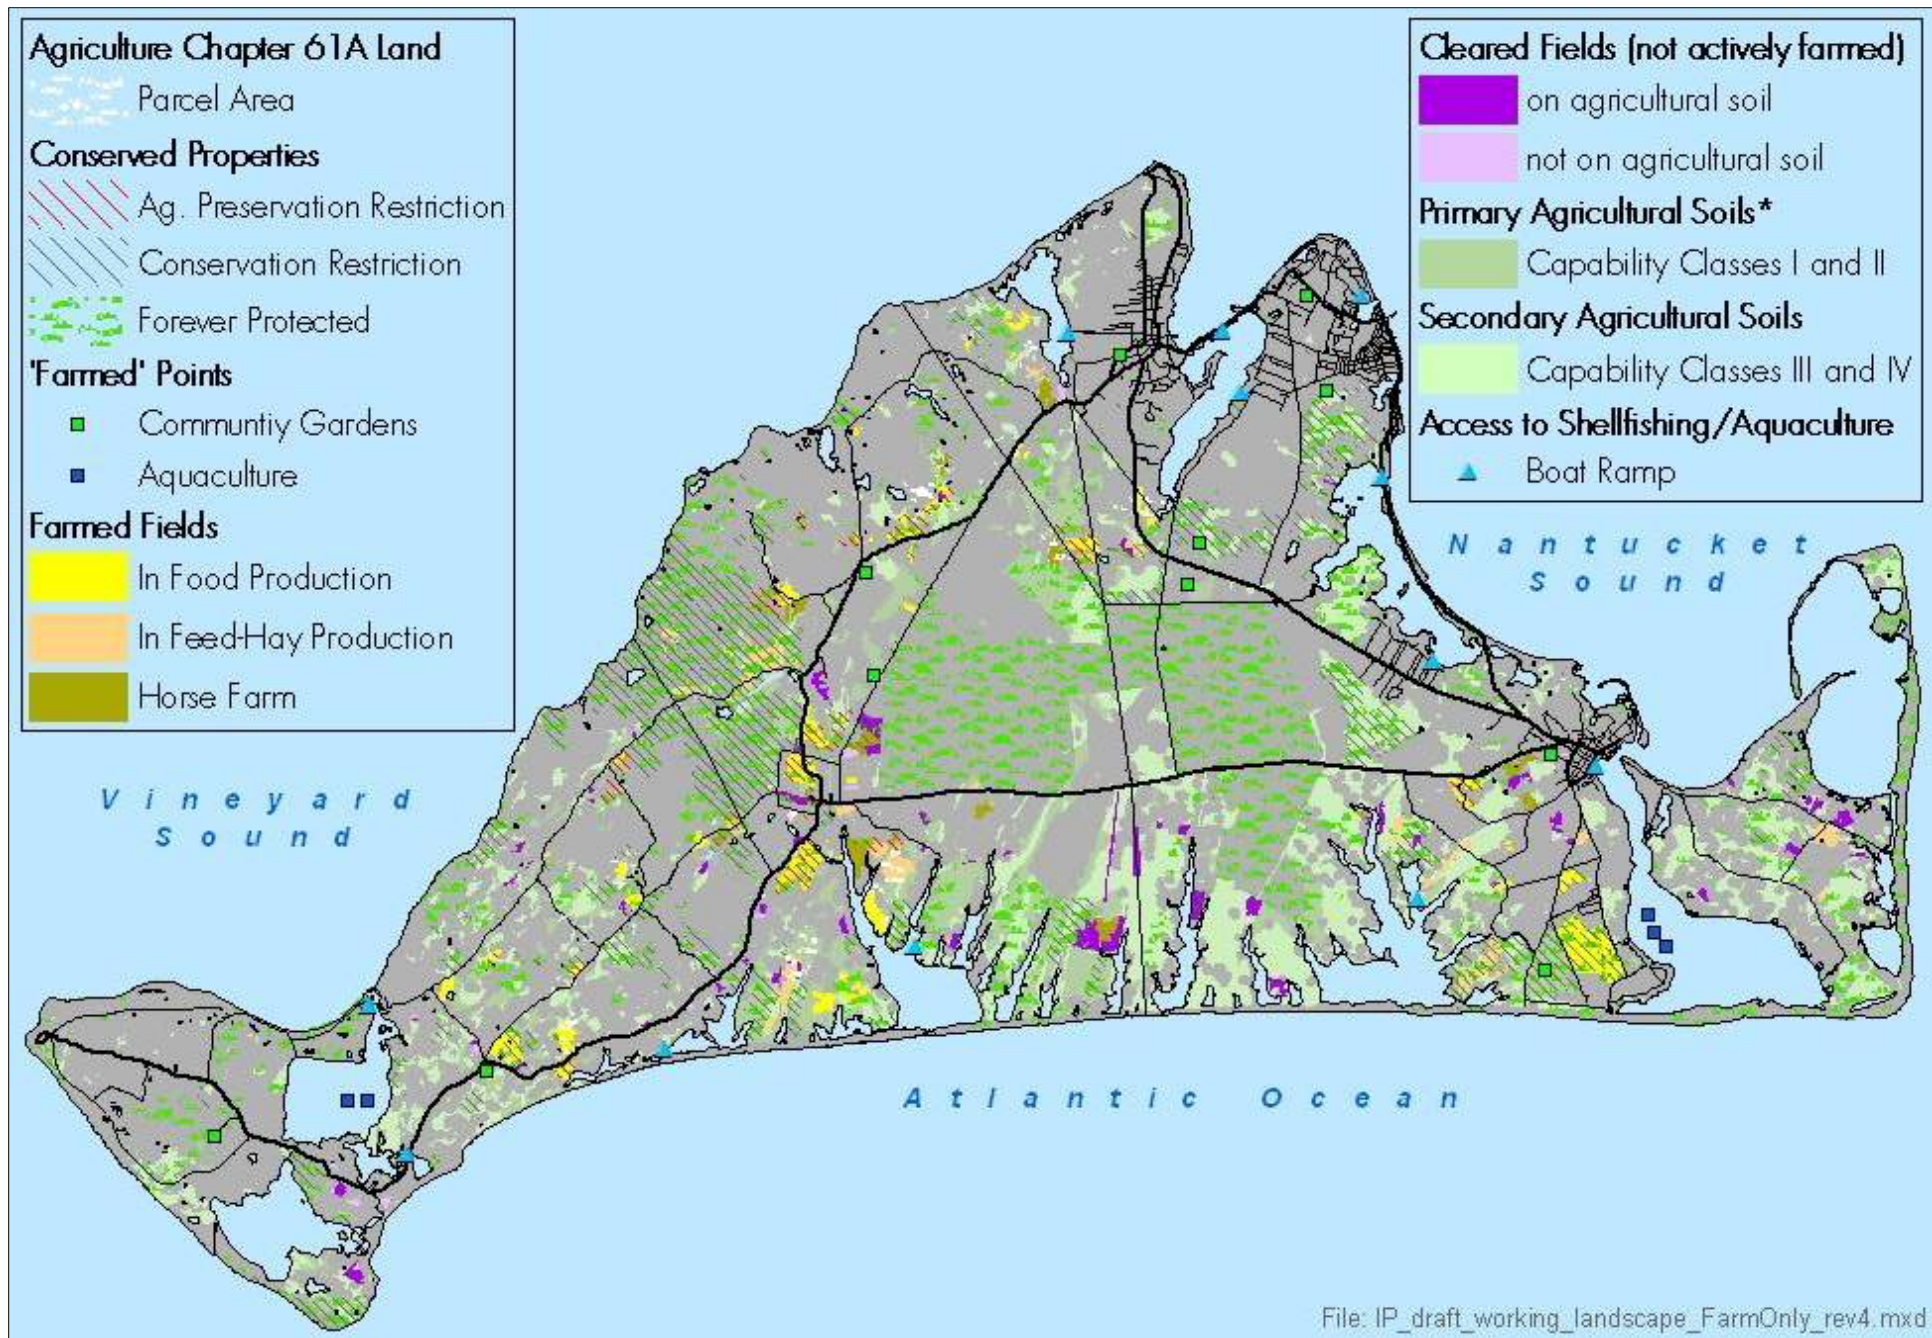 Agriculture Chapter 61A Land
Parcel Area
Conserved Properties
Ag. Preservation Restriction
Conservation Restriction
Forever Protected
'Farmed' Points
Communtiy Gardens
Aquaculture
Farmed Fields
In Food Production
In Feed-Hay Production
Horse Farm
Cleared Fields (not actively farmed)
on agricultural soil
not on agricultural soil
Primary Agricultural Soils*
Capability Classes I and II
Secondary Agricultural Soils
Capability Classes III and IV
Access to Shellfishing/Aquaculture
Boat Ramp
Nantucket
Sound
Vineyard
Sound
Atlantic Ocean
File: IP_draft_working_landscape_FarmOnly_rev4.mxd